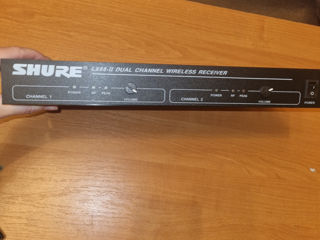 SHURE® LX88-II DUAL CHANNEL WIRELESS RECEIVER
CHANNEL 1 POWER RF PEAK VOLUME CHANNEL 2 POWER RF PEAK VOLUME POWER